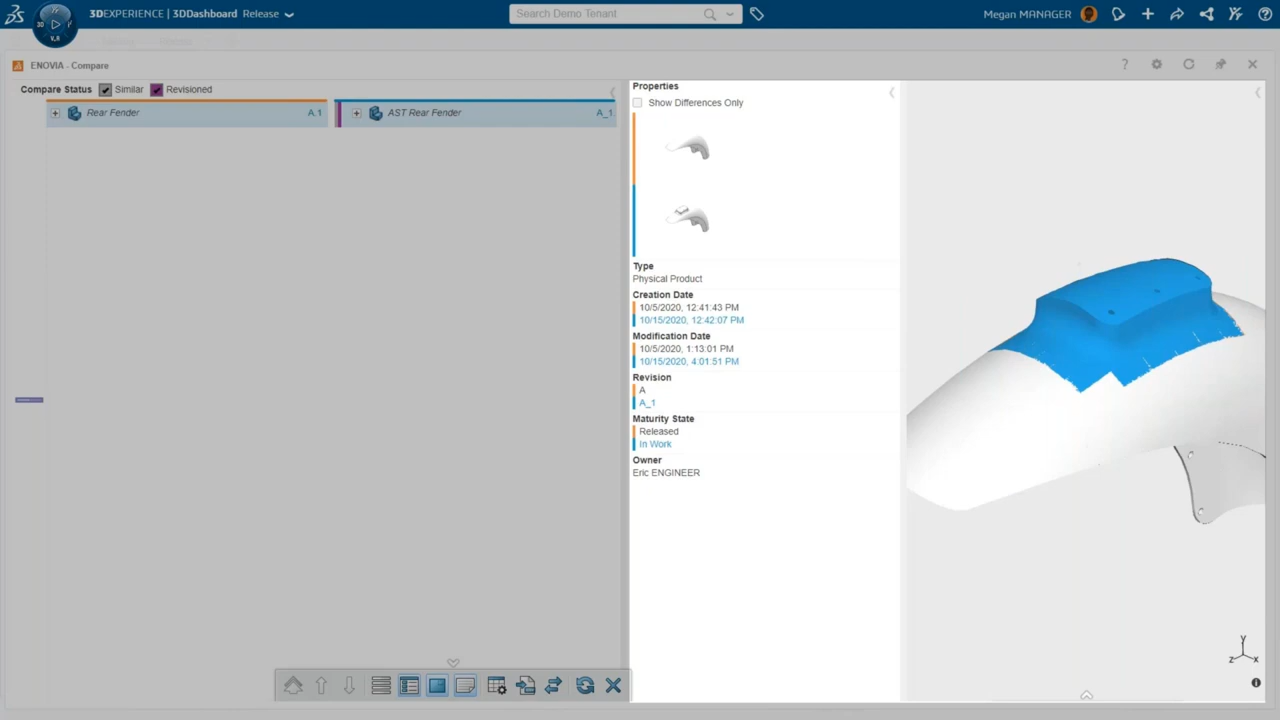 3DEXPERIENCE | 3DDashboard Release
Search Demo Tenant
Megan MANAGER
3D
V.R
ENOVIA - Compare
?
Compare Status Similar Revisioned
Rear Fender A.1
AST Rear Fender A_1
Properties
Show Differences Only
Type
Physical Product
Creation Date
10/5/2020, 12:41:43 PM
10/15/2020, 12:42:07 PM
Modification Date
10/5/2020, 1:13:01 PM
10/15/2020, 4:01:51 PM
Revision
A
A_1
Maturity State
Released
In Work
Owner
Eric ENGINEER
y
z x